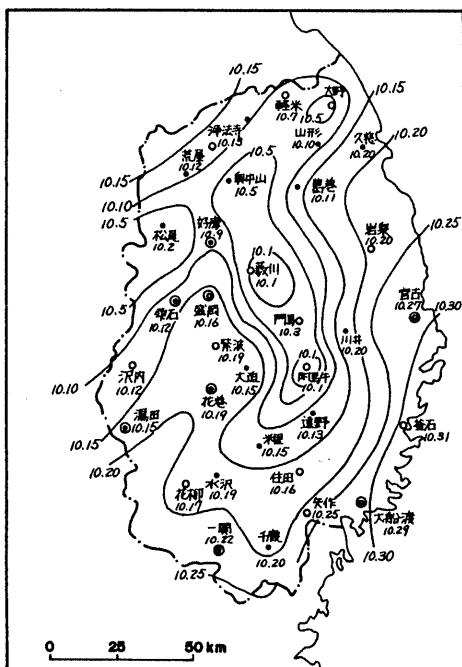 10.15
10.15
10.20
軽米
10.7
大野
10.5
浄法寺
10.13
山形
10.10
久慈
10.20
荒屋
10.12
10.15
10.10
奥中山
10.5
10.5
葛巻
10.11
10.5
松尾
10.2
好摩
10.9
岩泉
10.20
10.25
10.1
薮川
10.1
宮古
10.27
10.5
雫石
10.12
盛岡
10.16
10.30
門馬
10.3
川井
10.20
紫波
10.19
10.10
沢内
10.12
大迫
10.15
10.1
10.1
花巻
10.19
湯田
10.15
遠野
10.13
釜石
10.31
10.15
米里
10.15
10.20
住田
10.16
花柳
10.17
水沢
10.19
矢作
10.25
大船渡
10.29
一関
10.22
千厩
10.20
10.25
10.30
0 25 50 km